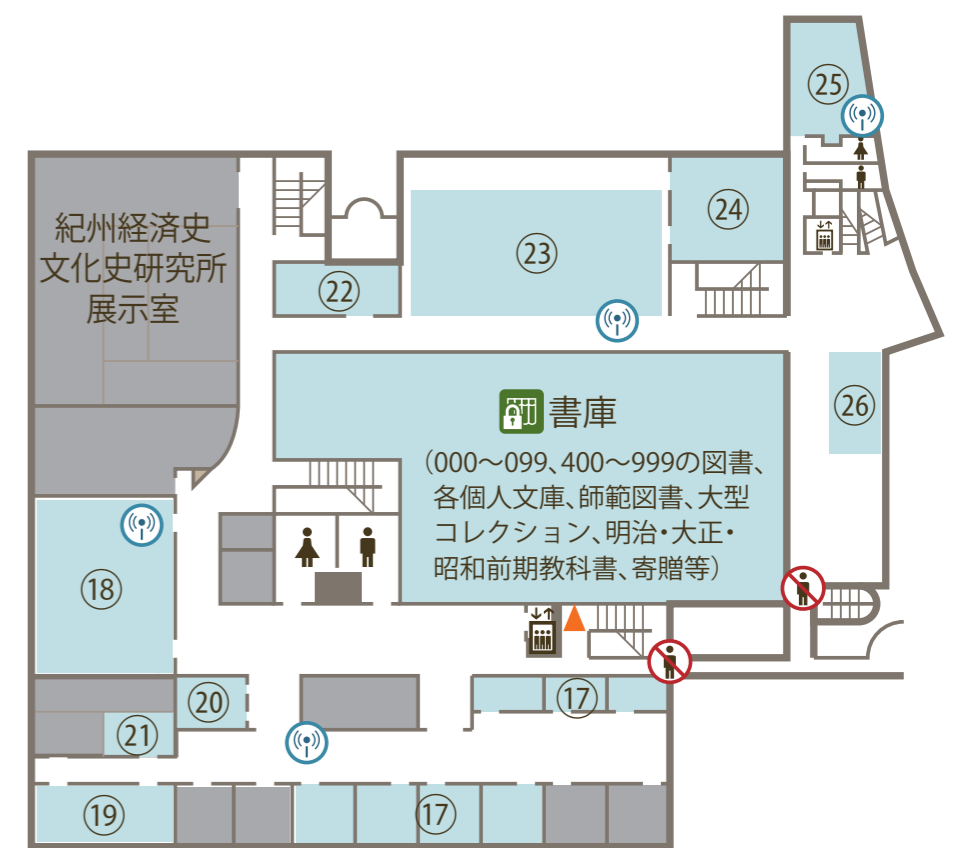 ㉕
紀州経済史
文化史研究所
展示室
㉔
㉓
㉒
書庫
㉖
（000～099、400～999の図書、
各個人文庫、師範図書、大型
コレクション、明治・大正・
昭和前期教科書、寄贈等）
⑱
⑳
⑰
㉑
⑲
⑰